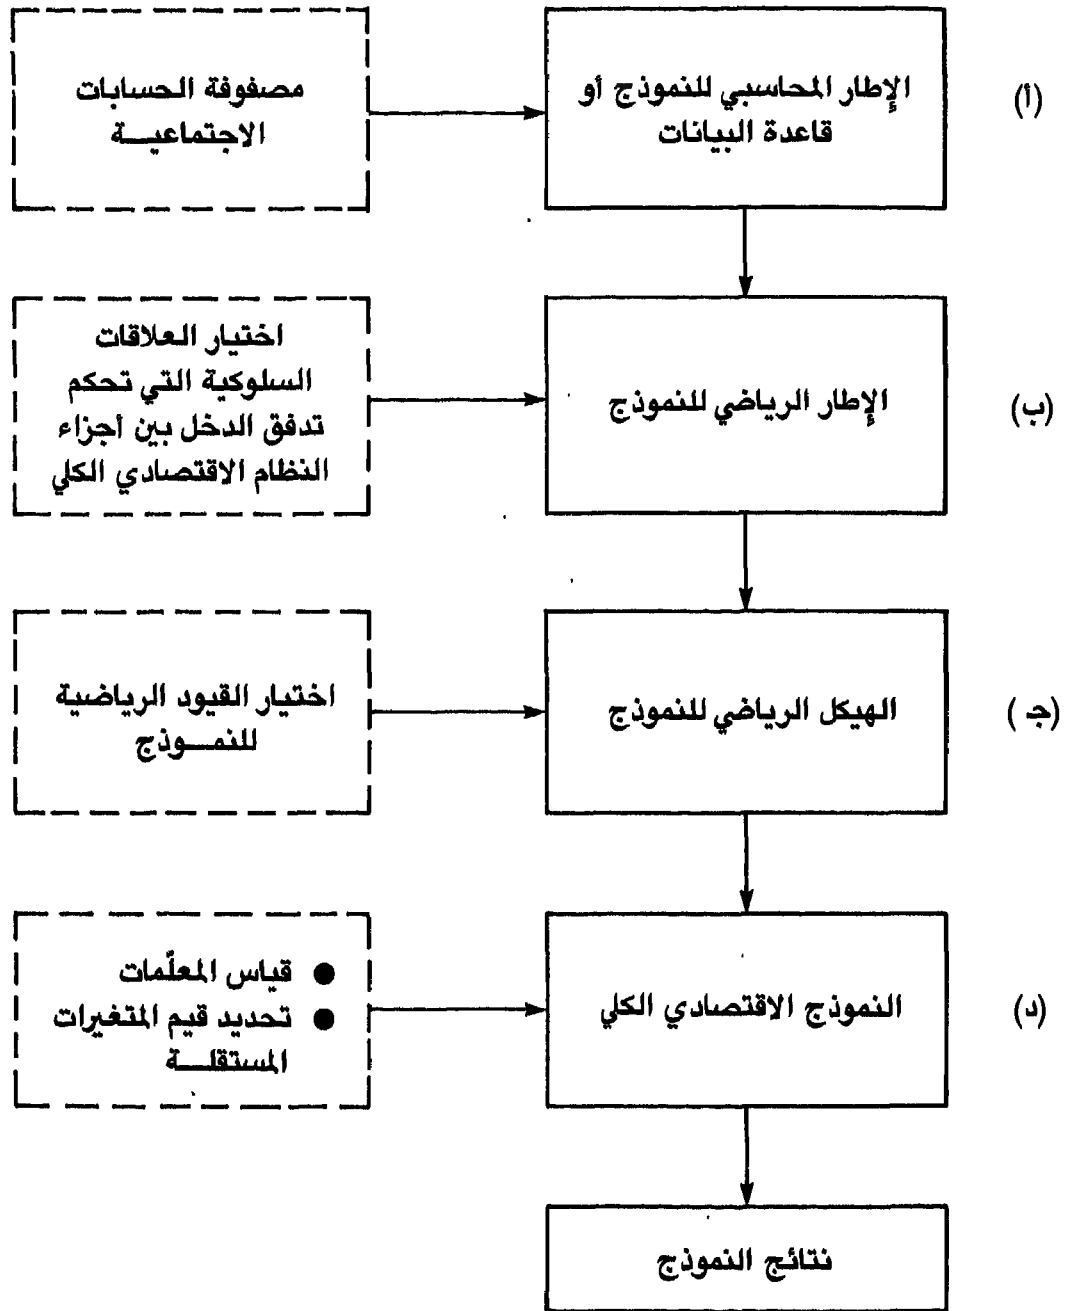 (أ)
الإطار المحاسبي للنموذج أو
قاعدة البيانات
مصفوفة الحسابات
الاجتماعيــة
(ب)
الإطار الرياضي للنموذج
اختيار العلاقات
السلوكية التي تحكم
تدفق الدخل بين أجزاء
النظام الاقتصادي الكلي
(جـ)
الهيكل الرياضي للنموذج
اختيار القيود الرياضية
للنمــوذج
(د)
النموذج الاقتصادي الكلي
● قياس المعلّمات
● تحديد قيم المتغيرات
المستقلــة
نتائج النموذج